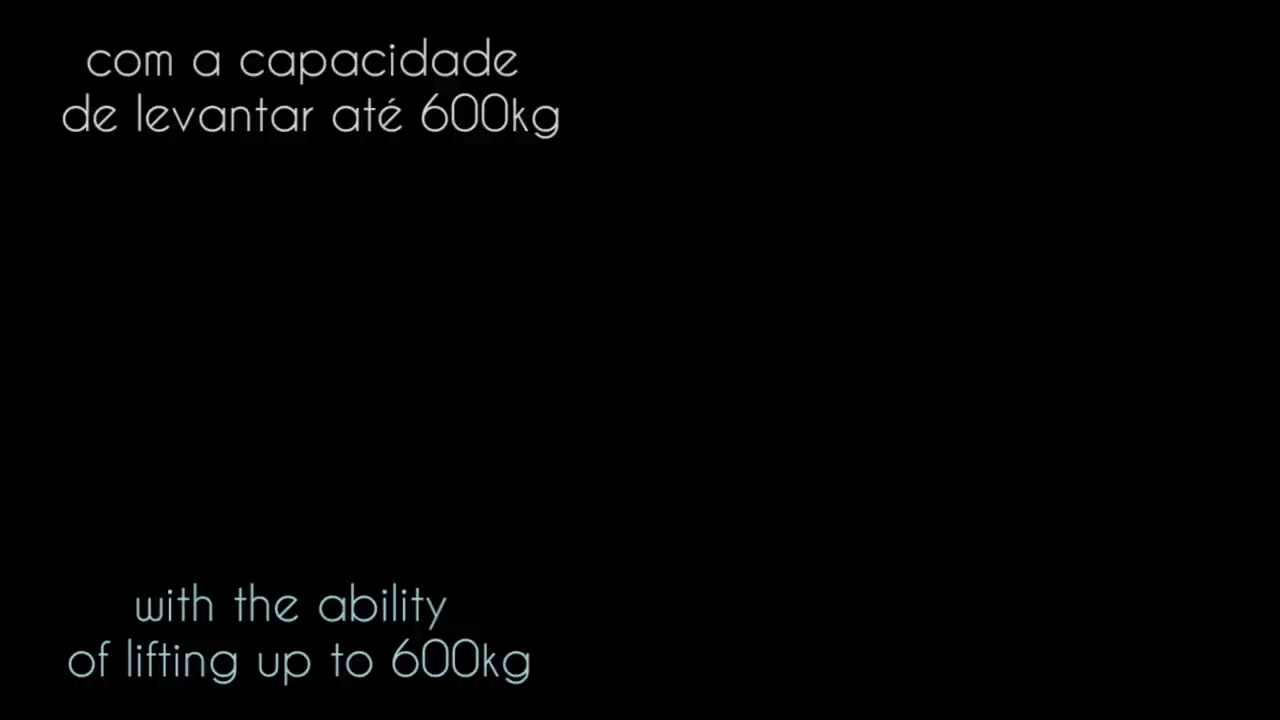 com a capacidade
de levantar até 600kg
with the ability
of lifting up to 600kg